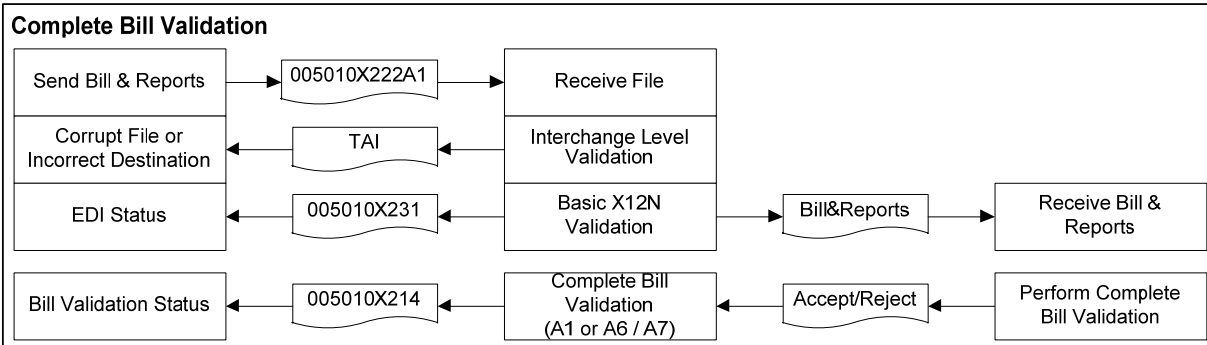 Complete Bill Validation
Send Bill & Reports
005010X222A1
Receive File
Corrupt File or
Incorrect Destination
TAI
Interchange Level
Validation
EDI Status
005010X231
Basic X12N
Validation
Bill&Reports
Receive Bill &
Reports
Bill Validation Status
005010X214
Complete Bill
Validation
(A1 or A6 / A7)
Accept/Reject
Perform Complete
Bill Validation